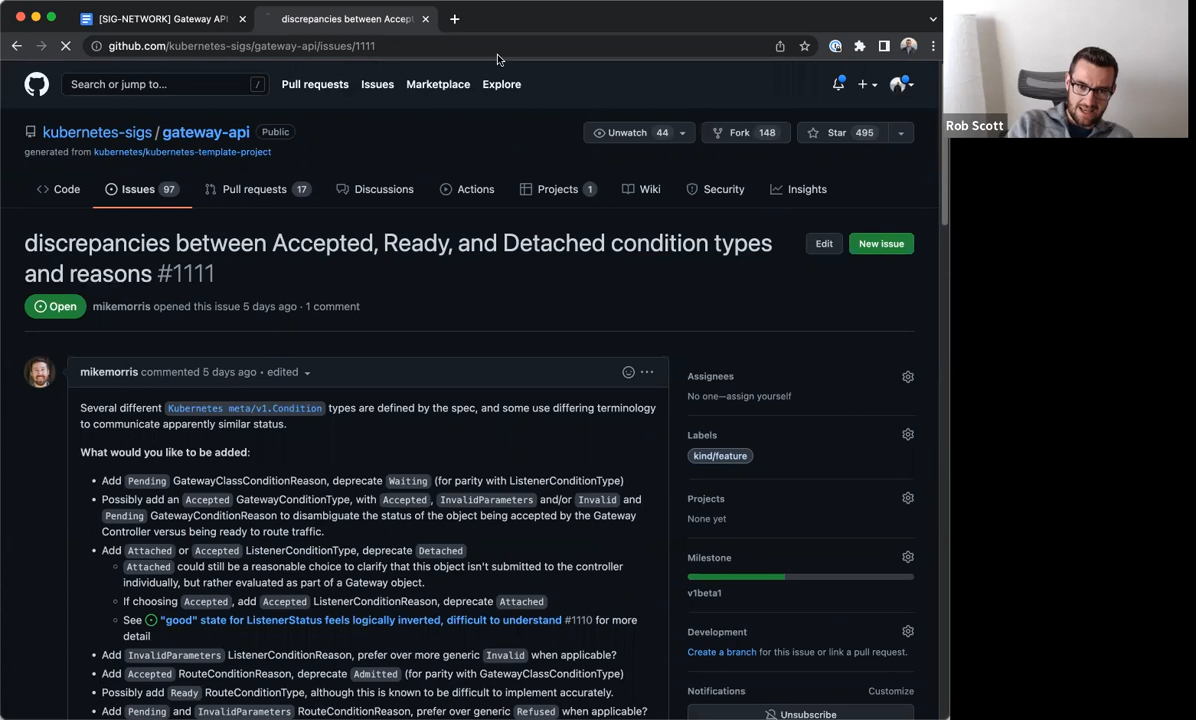 [SIG-NETWORK] Gateway API
discrepancies between Accept
github.com/kubernetes-sigs/gateway-api/issues/1111
Search or jump to... /
Pull requests Issues Marketplace Explore
kubernetes-sigs / gateway-api Public
generated from kubernetes/kubernetes-template-project
Unwatch 44 Fork 148 Star 495
Code Issues 97 Pull requests 17 Discussions Actions Projects 1 Wiki Security Insights
discrepancies between Accepted, Ready, and Detached condition types
and reasons #1111
Edit New issue
Open mikemorris opened this issue 5 days ago · 1 comment
mikemorris commented 5 days ago • edited
Several different Kubernetes meta/v1.Condition types are defined by the spec, and some use differing terminology
to communicate apparently similar status.
What would you like to be added:
• Add Pending GatewayClassConditionReason, deprecate Waiting (for parity with ListenerConditionType)
• Possibly add an Accepted GatewayConditionType, with Accepted, InvalidParameters and/or Invalid and
Pending GatewayConditionReason to disambiguate the status of the object being accepted by the Gateway
Controller versus being ready to route traffic.
• Add Attached or Accepted ListenerConditionType, deprecate Detached
◦ Attached could still be a reasonable choice to clarify that this object isn't submitted to the controller
individually, but rather evaluated as part of a Gateway object.
◦ If choosing Accepted, add Accepted ListenerConditionReason, deprecate Attached
◦ See "good" state for ListenerStatus feels logically inverted, difficult to understand #1110 for more
detail
• Add InvalidParameters ListenerConditionReason, prefer over more generic Invalid when applicable?
• Add Accepted RouteConditionReason, deprecate Admitted (for parity with GatewayClassConditionType)
• Possibly add Ready RouteConditionType, although this is known to be difficult to implement accurately.
• Add Pending and InvalidParameters RouteConditionReason, prefer over generic Refused when applicable?
Assignees
No one—assign yourself
Labels
kind/feature
Projects
None yet
Milestone
v1beta1
Development
Create a branch for this issue or link a pull request.
Notifications Customize
Unsubscribe
Rob Scott